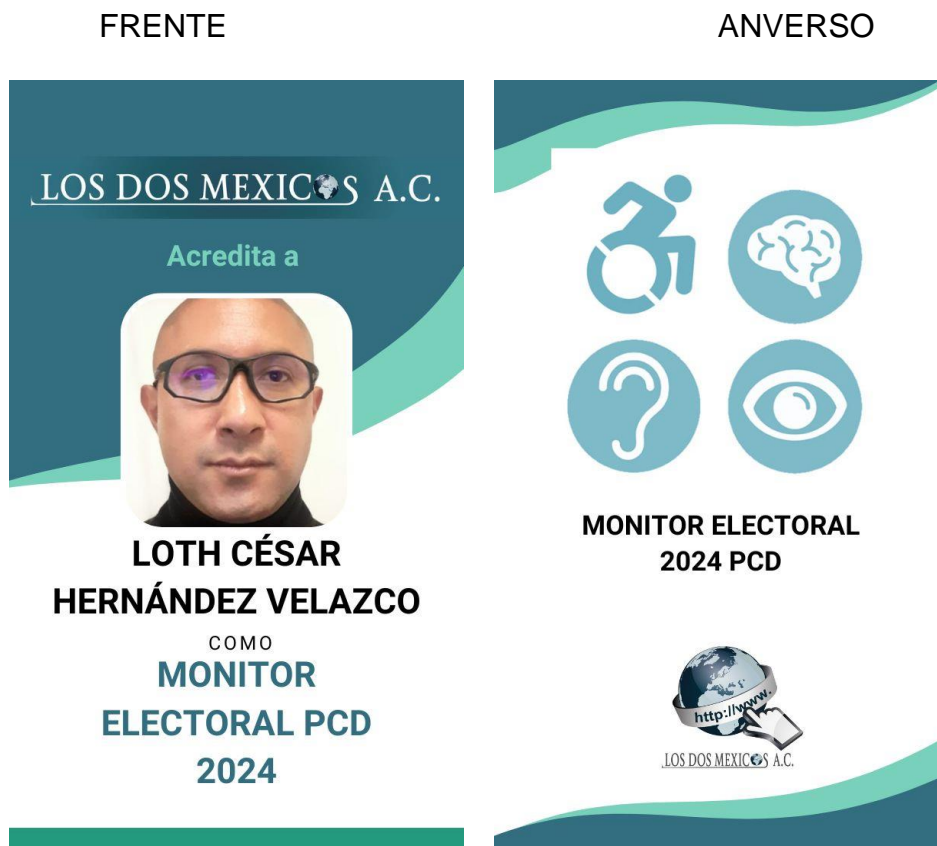 FRENTE
ANVERSO
LOS DOS MEXICOS A.C.
Acredita a
LOTH CÉSAR
HERNÁNDEZ VELAZCO
COMO
MONITOR
ELECTORAL PCD
2024
MONITOR ELECTORAL
2024 PCD
http://www.
LOS DOS MEXICOS A.C.